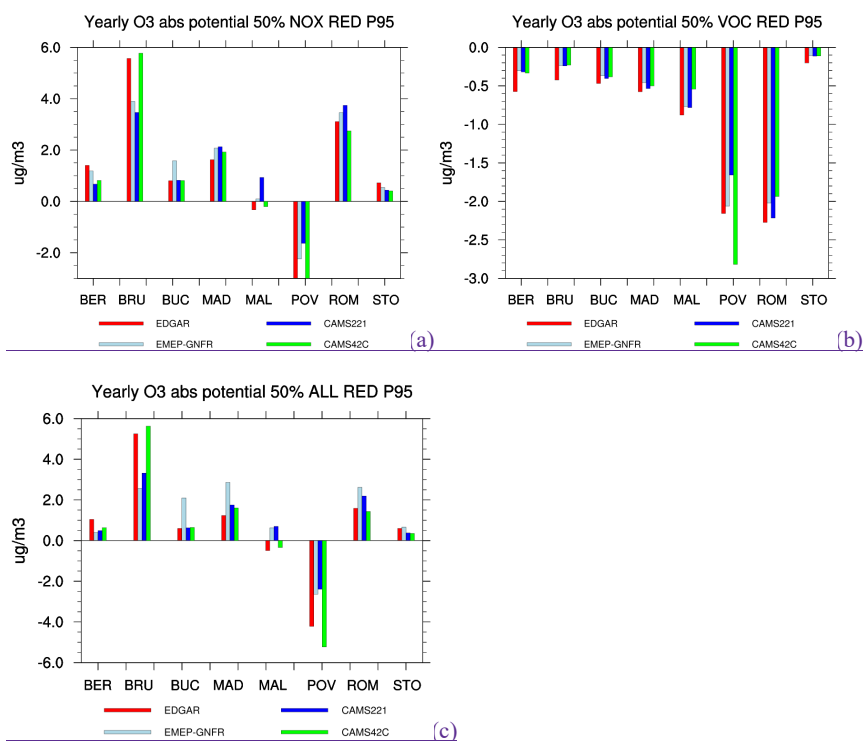 Yearly O3 abs potential 50% NOX RED P95
6.0
4.0
2.0
0.0
-2.0
ug/m3
BER BRU BUC MAD MAL POV ROM STO
EDGAR CAMS221
EMEP-GNFR CAMS42C
(a)
Yearly O3 abs potential 50% VOC RED P95
0.0
-0.5
-1.0
-1.5
-2.0
-2.5
-3.0
ug/m3
BER BRU BUC MAD MAL POV ROM STO
EDGAR CAMS221
EMEP-GNFR CAMS42C
(b)
Yearly O3 abs potential 50% ALL RED P95
6.0
4.0
2.0
0.0
-2.0
-4.0
-6.0
ug/m3
BER BRU BUC MAD MAL POV ROM STO
EDGAR CAMS221
EMEP-GNFR CAMS42C
(c)